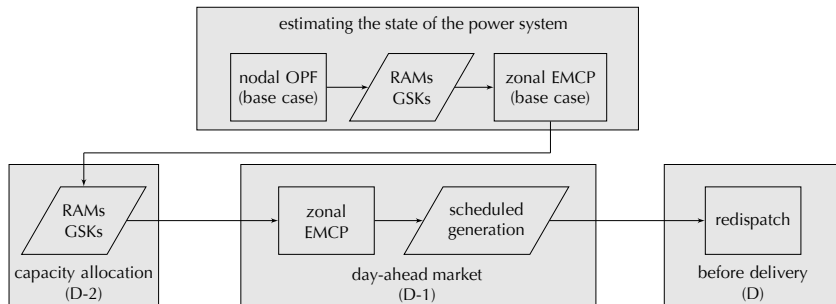 estimating the state of the power system
nodal OPF
(base case)
RAMs
GSKs
zonal EMCP
(base case)
RAMs
GSKs
capacity allocation
(D-2)
zonal
EMCP
scheduled
generation
day-ahead market
(D-1)
redispatch
before delivery
(D)